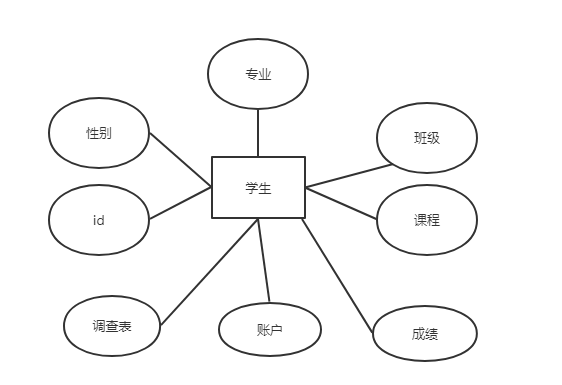 专业
性别
班级
学生
id
课程
调查表
账户
成绩